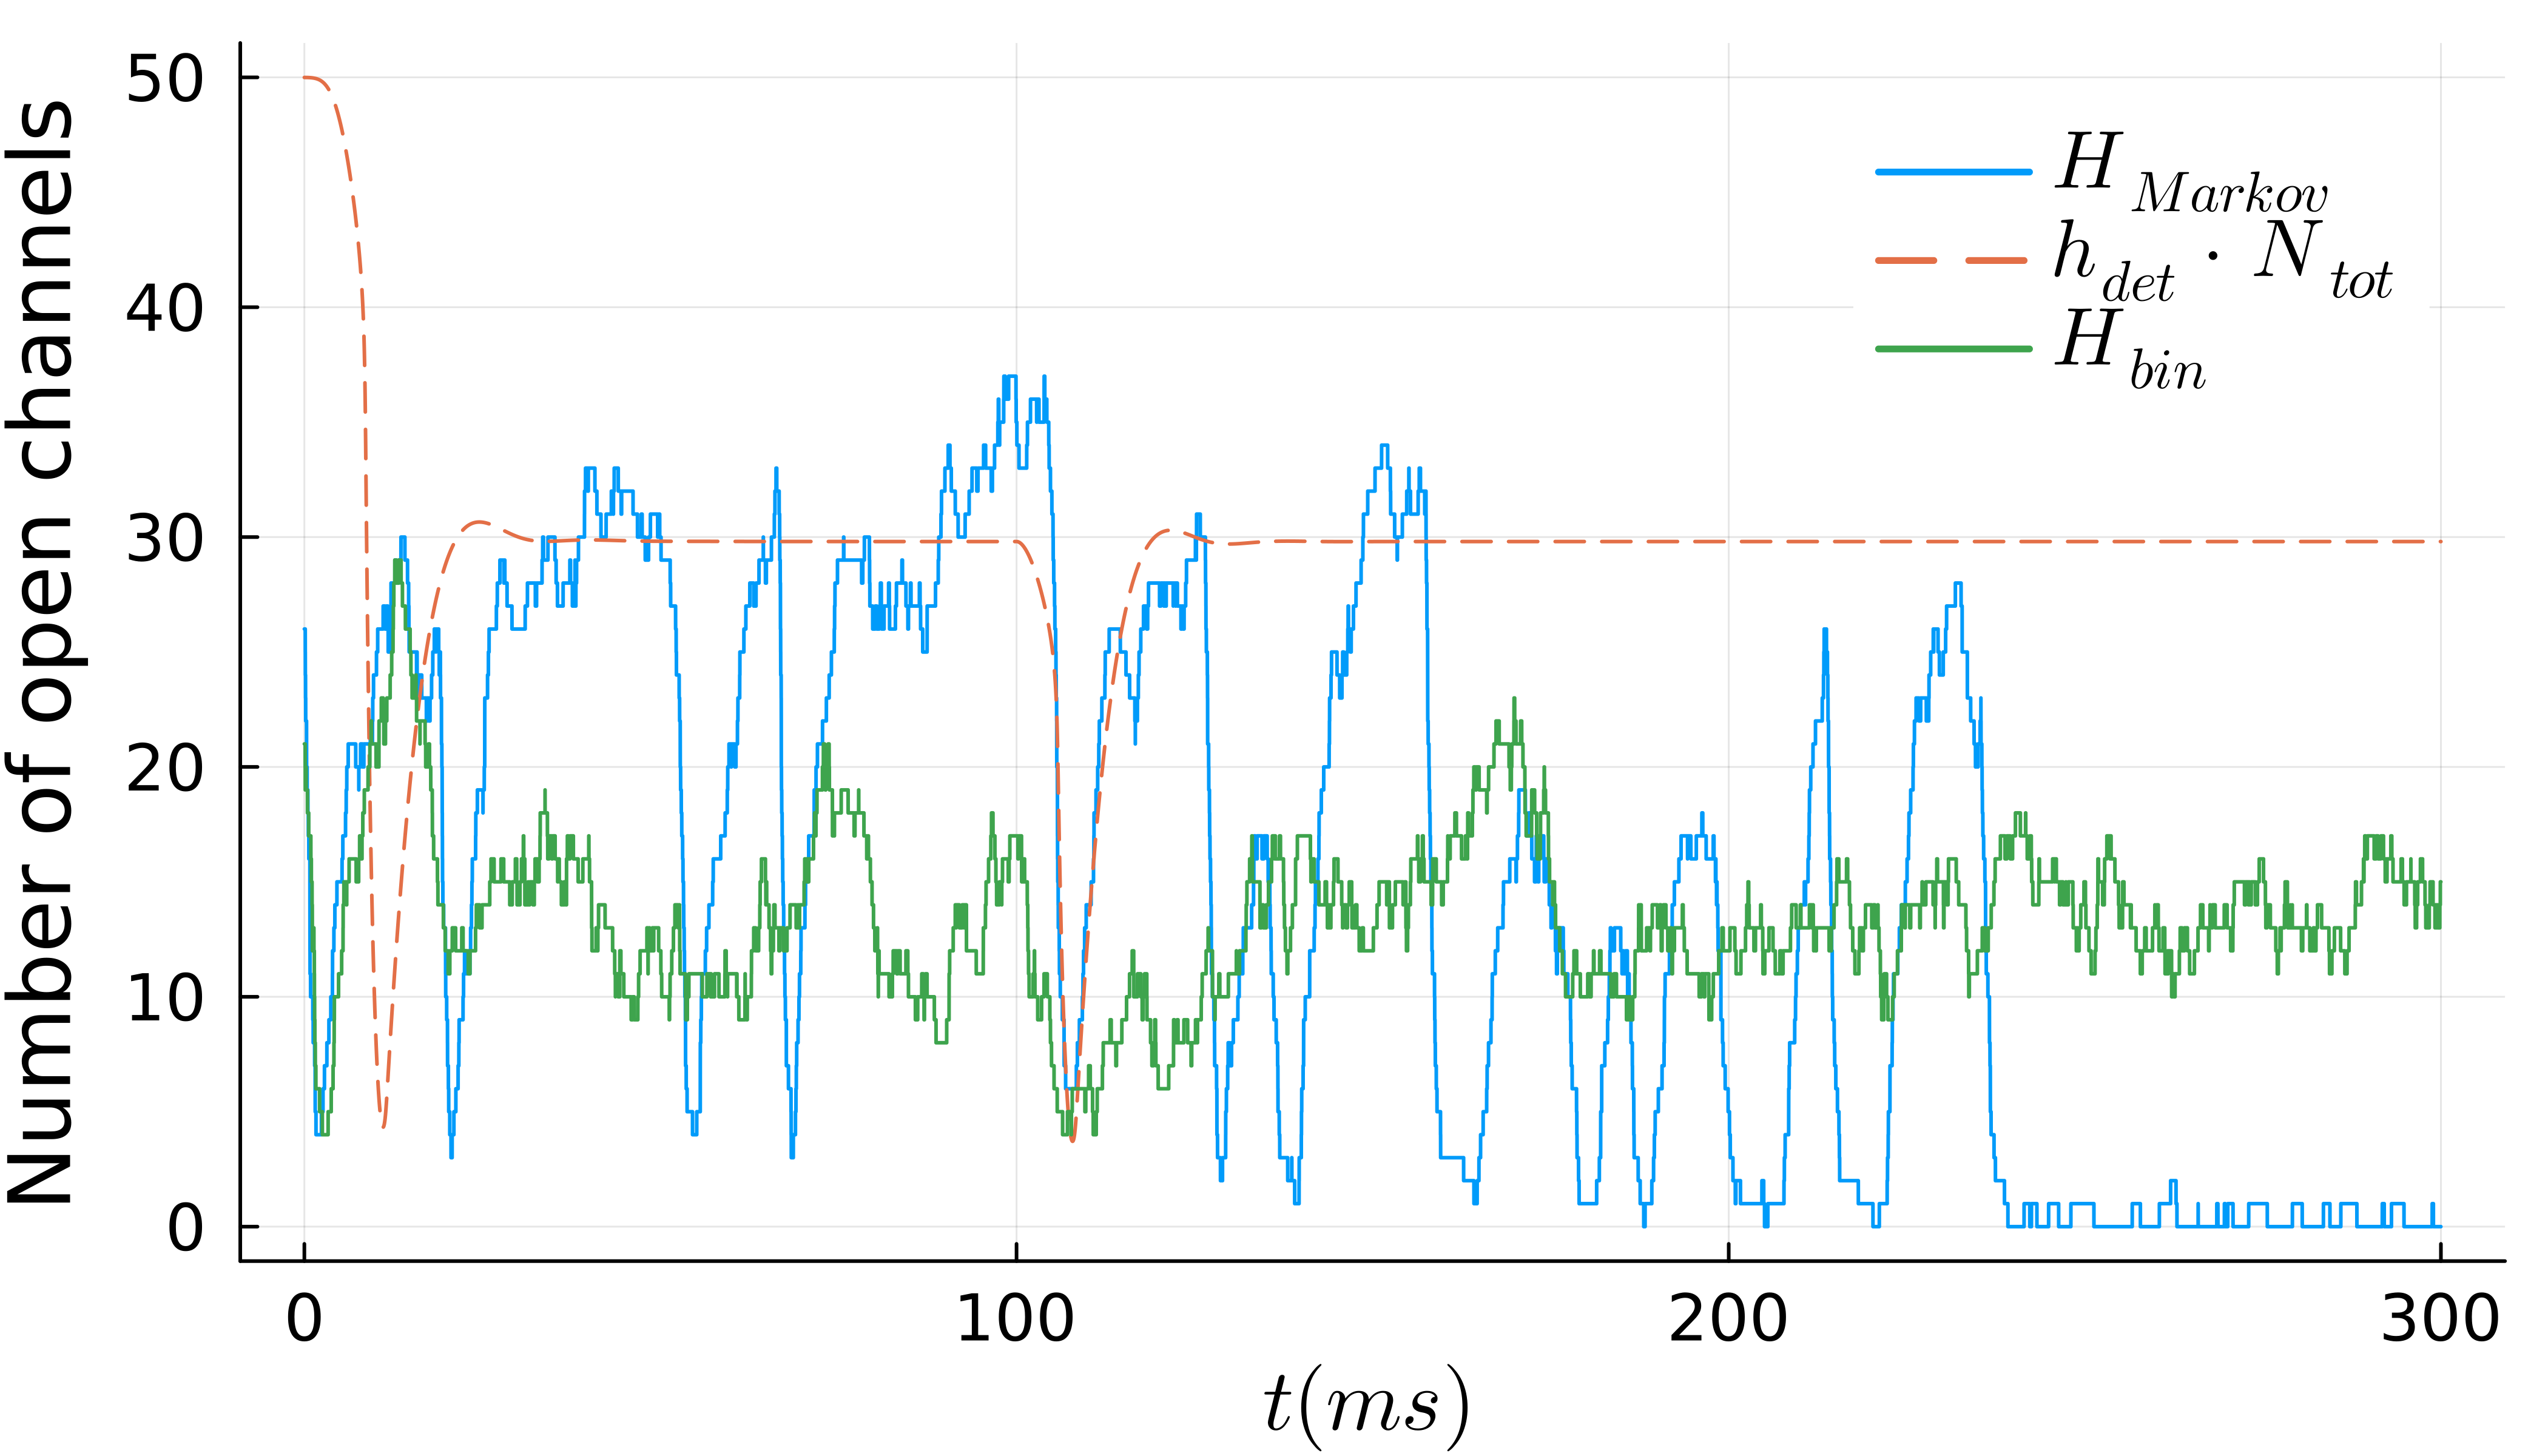 Number of open channels
50
40
30
20
10
0
H_Markov
h_det · N_tot
H_bin
0 100 200 300
t(ms)